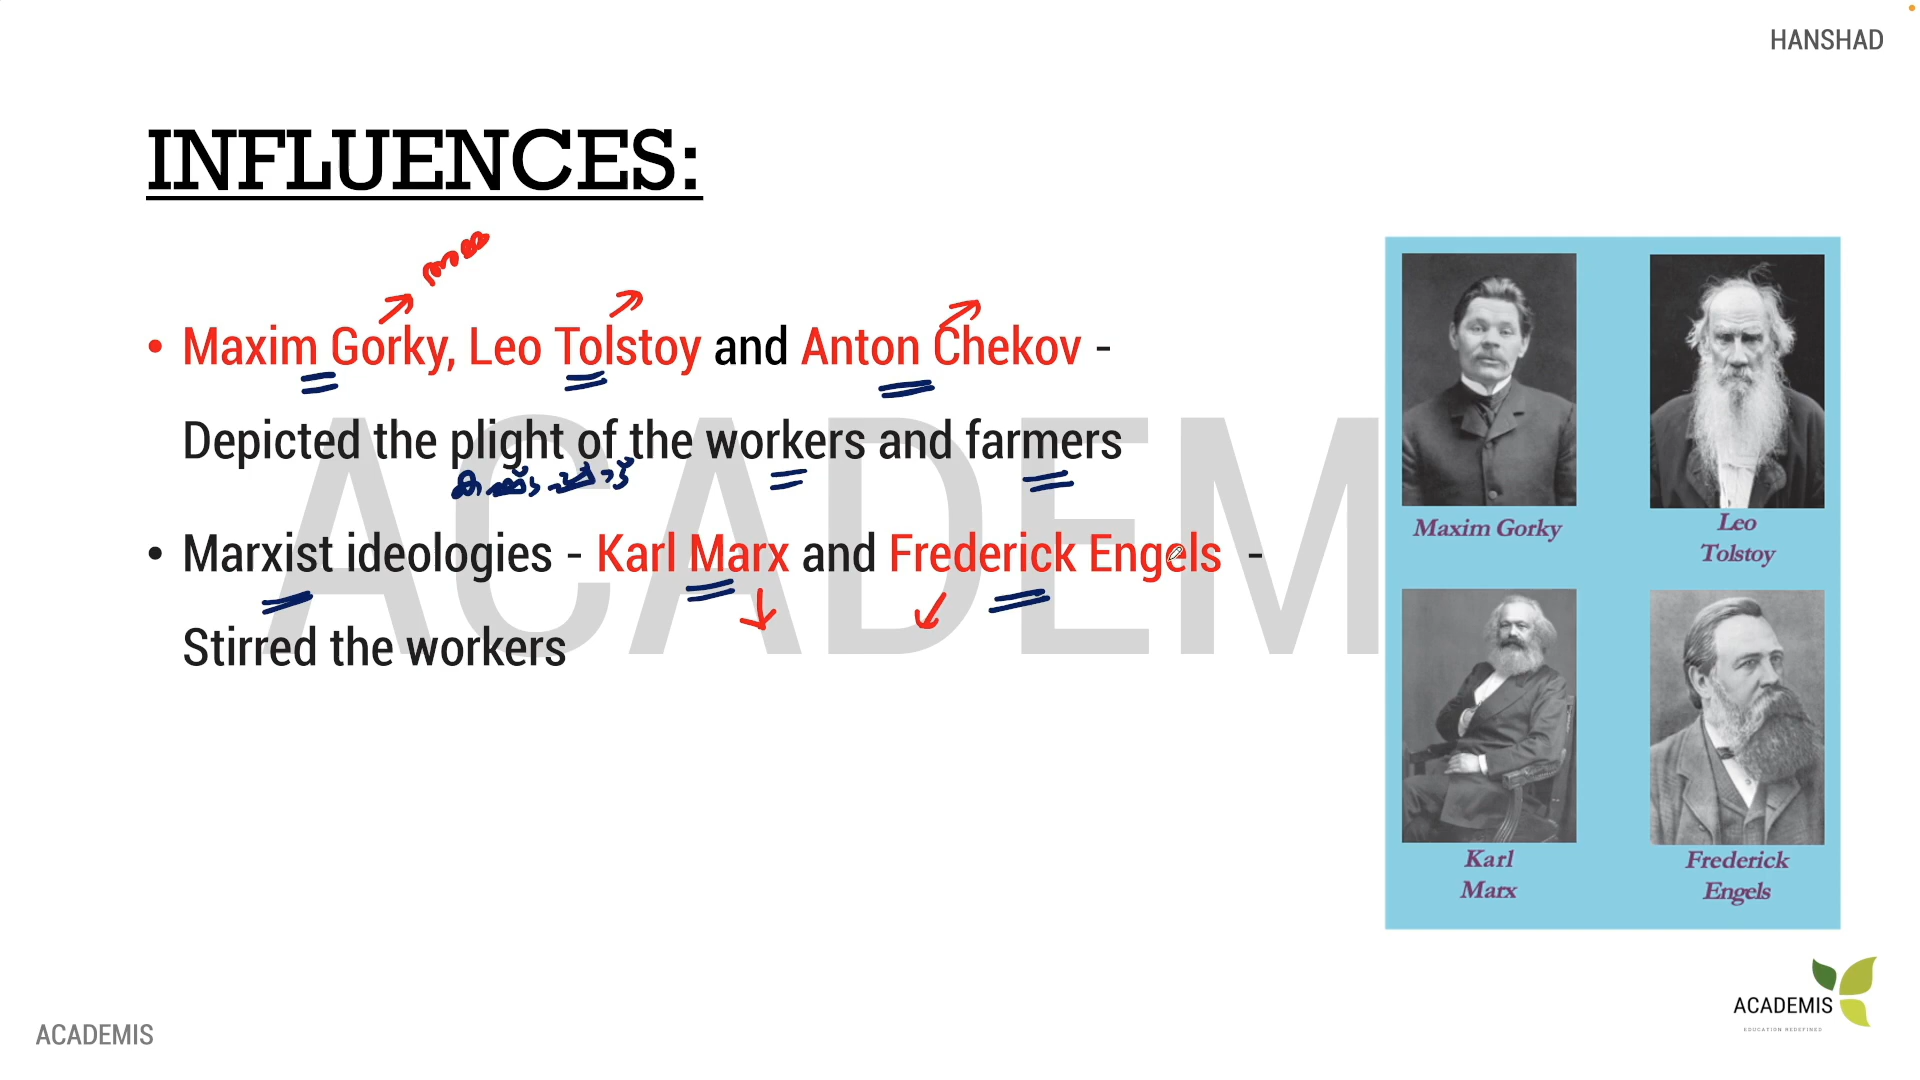 HANSHAD
INFLUENCES:
• Maxim Gorky, Leo Tolstoy and Anton Chekov -
Depicted the plight of the workers and farmers
• Marxist ideologies - Karl Marx and Frederick Engels -
Stirred the workers
ACADEM
Maxim Gorky
Leo
Tolstoy
Karl
Marx
Frederick
Engels
ACADEMIS
EDUCATION REDEFINED
ACADEMIS